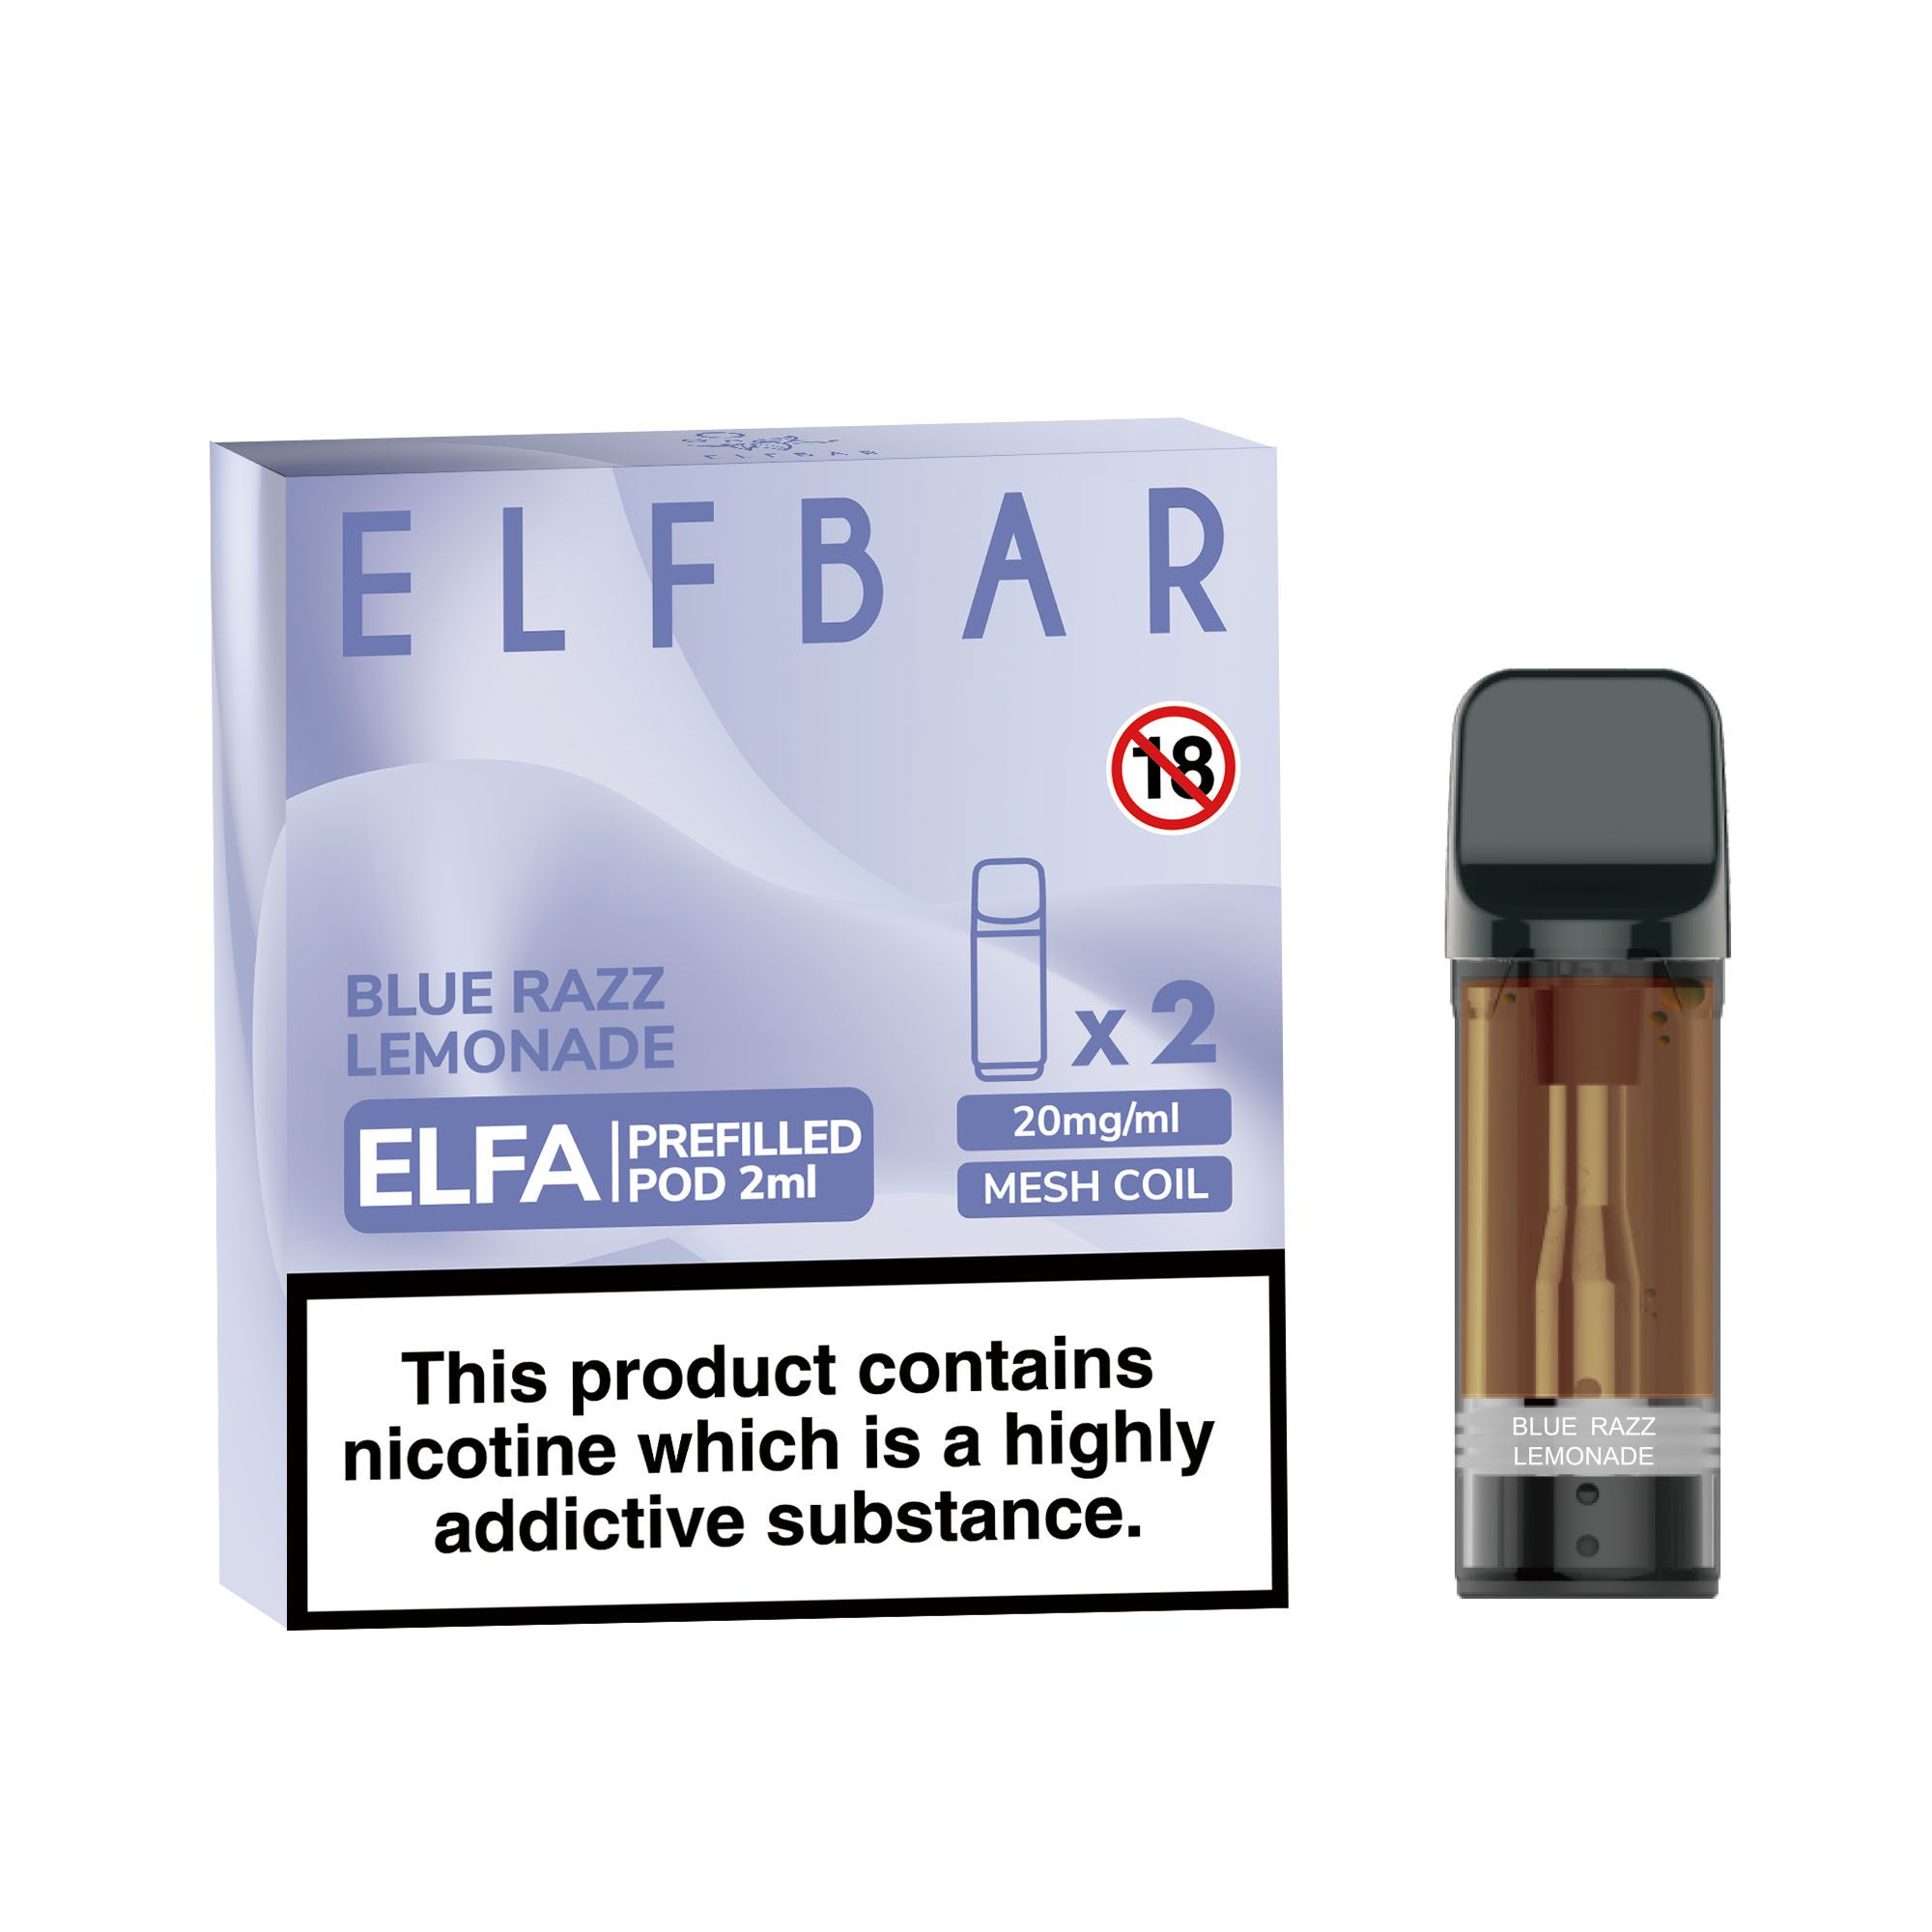 ELFBAR
ELFBAR
18
BLUE RAZZ
LEMONADE
x 2
ELFA PREFILLED
POD 2ml
20mg/ml
MESH COIL
This product contains
nicotine which is a highly
addictive substance.
BLUE RAZZ
LEMONADE